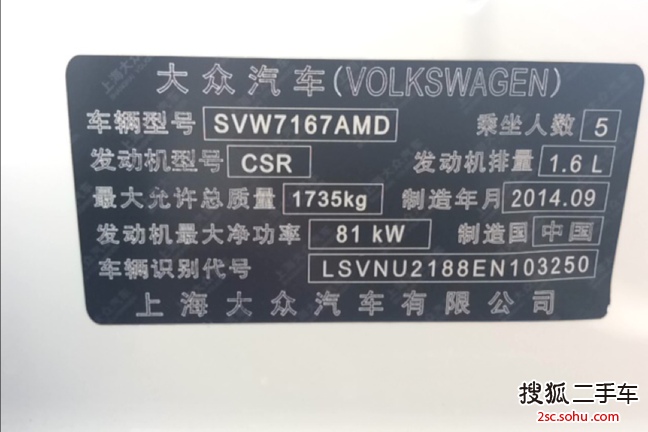 大众汽车(VOLKSWAGEN)
车辆型号 SVW7167AMD 乘坐人数 5
发动机型号 CSR 发动机排量 1.6 L
最大允许总质量 1735kg 制造年月 2014.09
发动机最大净功率 81 kW 制造国 中国
车辆识别代号 LSVNU2188EN103250
上海大众汽车有限公司
搜狐二手车
2sc.sohu.com